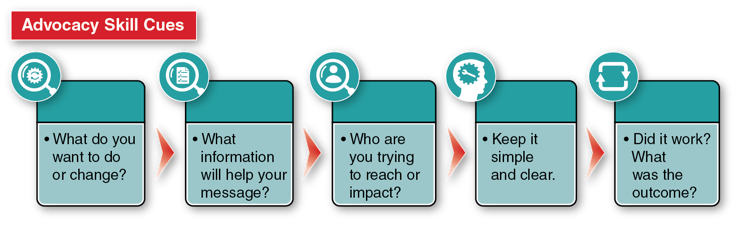 Advocacy Skill Cues
• What do you
want to do
or change?
• What
information
will help your
message?
• Who are
you trying
to reach or
impact?
• Keep it
simple
and clear.
• Did it work?
What
was the
outcome?